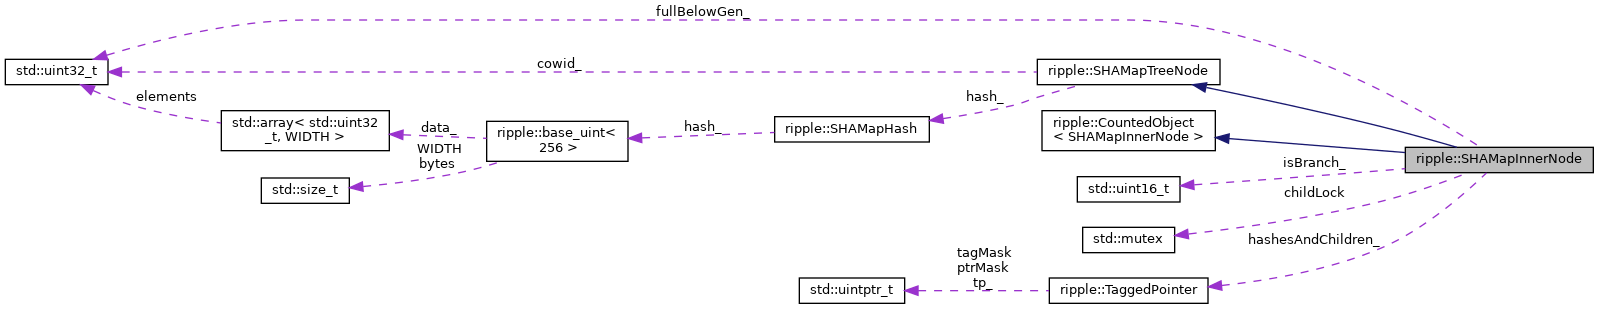 fullBelowGen_
std::uint32_t
cowid_
ripple::SHAMapTreeNode
elements
hash_
std::array< std::uint32
_t, WIDTH >
data_
ripple::base_uint<
256 >
hash_
ripple::SHAMapHash
ripple::CountedObject
< SHAMapInnerNode >
WIDTH
bytes
std::size_t
ripple::SHAMapInnerNode
isBranch_
std::uint16_t
childLock
std::mutex
hashesAndChildren_
tagMask
ptrMask
tp_
std::uintptr_t
ripple::TaggedPointer